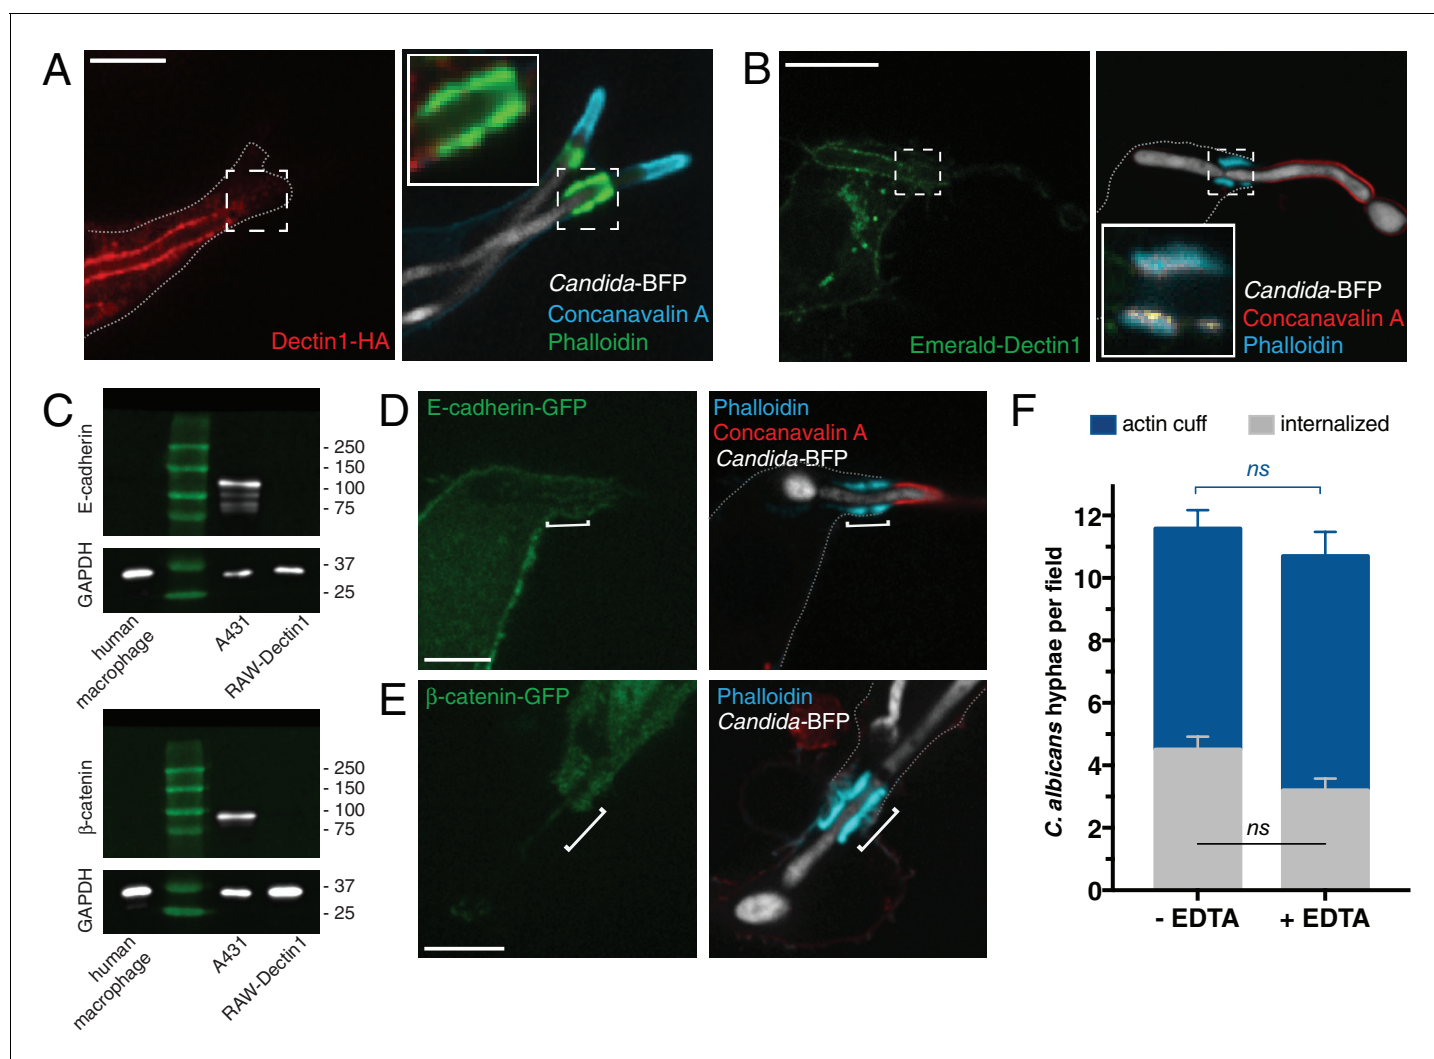 A
Dectin1-HA
Candida-BFP
Concanavalin A
Phalloidin
B
Emerald-Dectin1
Candida-BFP
Concanavalin A
Phalloidin
C
E-cadherin
- 250
- 150
- 100
- 75
GAPDH
- 37
- 25
human
macrophage
A431
RAW-Dectin1
β-catenin
- 250
- 150
- 100
- 75
GAPDH
- 37
- 25
human
macrophage
A431
RAW-Dectin1
D
E-cadherin-GFP
Phalloidin
Concanavalin A
Candida-BFP
E
β-catenin-GFP
Phalloidin
Candida-BFP
F
actin cuff
internalized
ns
C. albicans hyphae per field
12
10
8
6
4
2
0
ns
- EDTA
+ EDTA